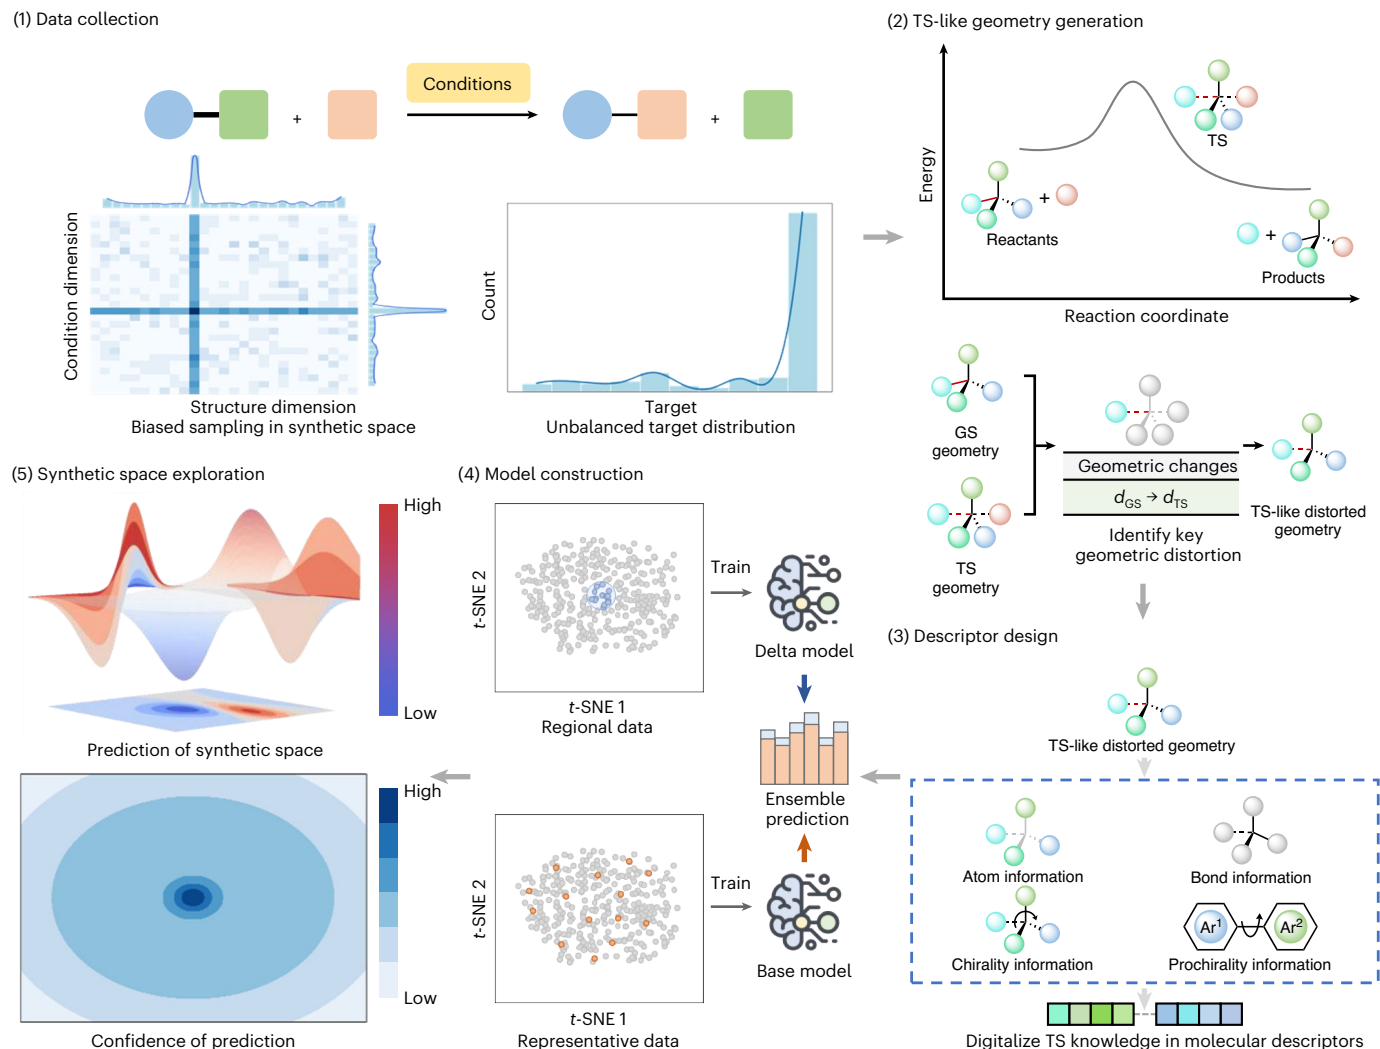 (1) Data collection
Conditions
+
+
Condition dimension
Structure dimension
Biased sampling in synthetic space
Count
Target
Unbalanced target distribution
(2) TS-like geometry generation
Energy
TS
+
Reactants
+
Products
Reaction coordinate
GS
geometry
TS
geometry
Geometric changes
d_GS → d_TS
Identify key
geometric distortion
TS-like distorted
geometry
(3) Descriptor design
TS-like distorted geometry
Atom information
Bond information
Chirality information
Ar¹
Ar²
Prochirality information
Digitalize TS knowledge in molecular descriptors
(4) Model construction
t-SNE 2
t-SNE 1
Regional data
Train
Delta model
Ensemble
prediction
t-SNE 2
t-SNE 1
Representative data
Train
Base model
(5) Synthetic space exploration
High
Low
Prediction of synthetic space
High
Low
Confidence of prediction